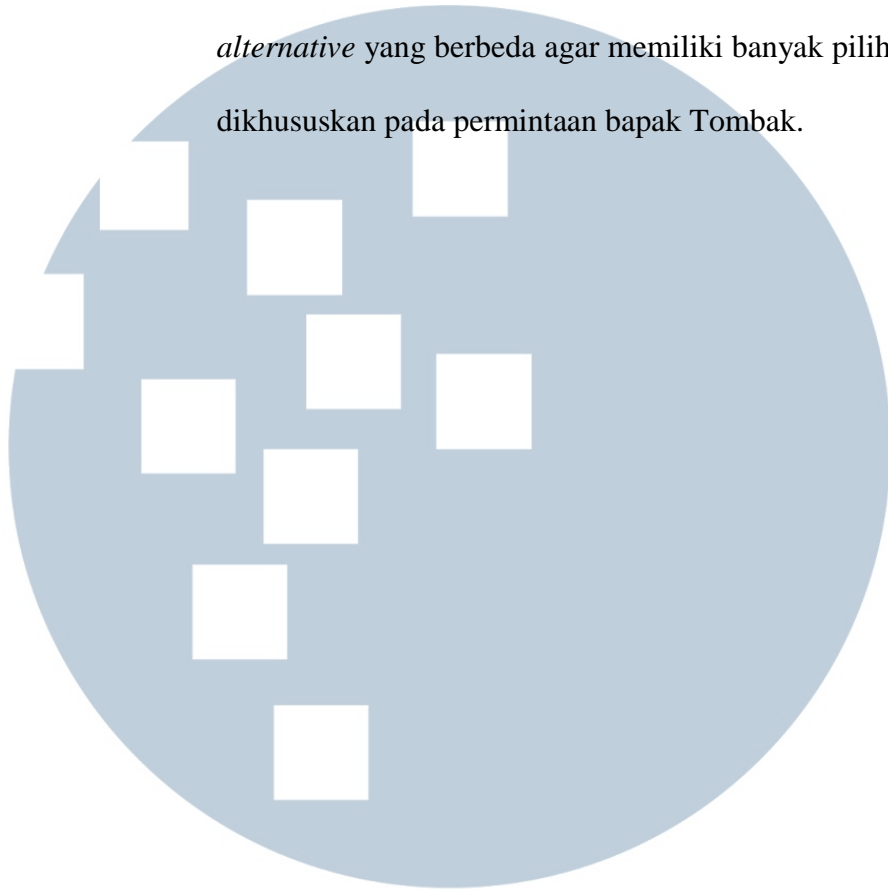 alternative yang berbeda agar memiliki banyak pilih
dikhususkan pada permintaan bapak Tombak.